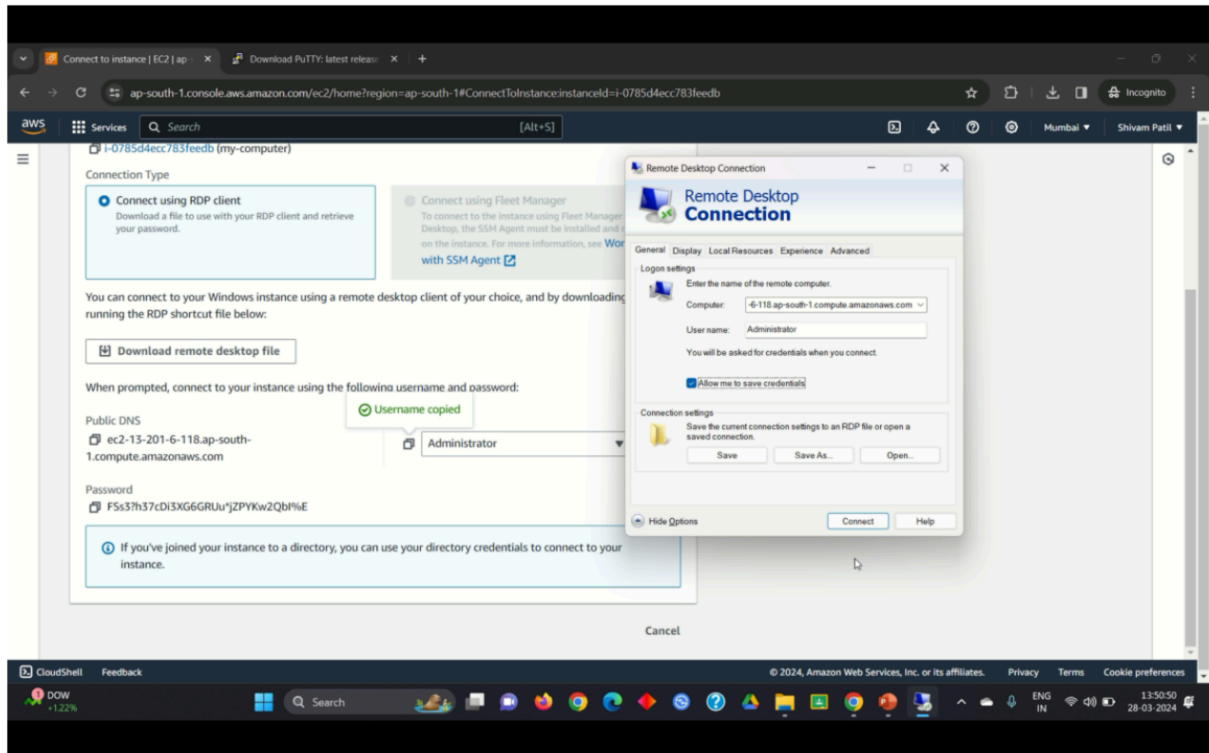 Connect to instance | EC2 | ap-s
Download PuTTY: latest release
ap-south-1.console.aws.amazon.com/ec2/home?region=ap-south-1#ConnectToInstance:instanceId=i-0785d4ecc783feedb
Incognito
aws
Services
Search
[Alt+S]
Mumbai
Shivam Patil
i-0785d4ecc783feedb (my-computer)
Connection Type
Connect using RDP client
Download a file to use with your RDP client and retrieve
your password.
Connect using Fleet Manager
To connect to the instance using Fleet Manager
Desktop, the SSM Agent must be installed and r
on the instance. For more information, see Wor
with SSM Agent
You can connect to your Windows instance using a remote desktop client of your choice, and by downloading
running the RDP shortcut file below:
Download remote desktop file
When prompted, connect to your instance using the following username and password:
Username copied
Public DNS
ec2-13-201-6-118.ap-south-
1.compute.amazonaws.com
Administrator
Password
If you've joined your instance to a directory, you can use your directory credentials to connect to your
instance.
Cancel
Remote Desktop Connection
Remote Desktop
Connection
General Display Local Resources Experience Advanced
Logon settings
Enter the name of the remote computer.
Computer: -6-118.ap-south-1.compute.amazonaws.com
User name: Administrator
You will be asked for credentials when you connect.
Allow me to save credentials
Connection settings
Save the current connection settings to an RDP file or open a
saved connection.
Save Save As... Open...
Hide Options
Connect Help
CloudShell Feedback
© 2024, Amazon Web Services, Inc. or its affiliates. Privacy Terms Cookie preferences
1
DOW
+1.22%
Search
ENG
IN
13:50:50
28-03-2024